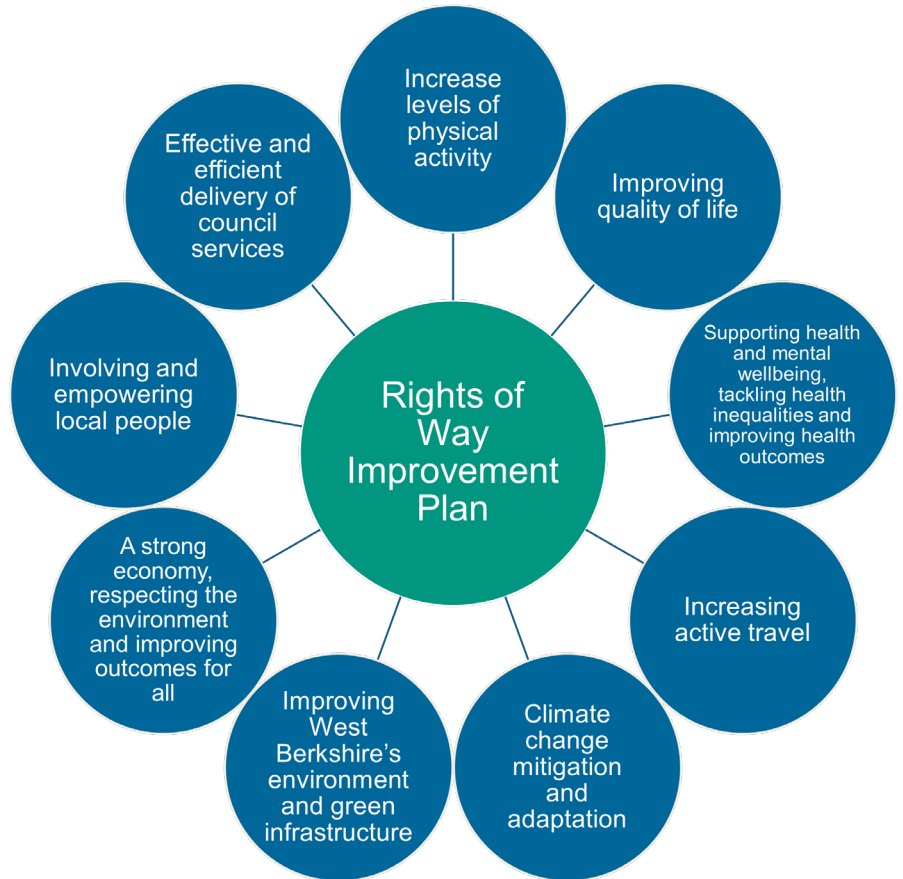 Increase
levels of
physical
activity
Improving
quality of life
Supporting health
and mental
wellbeing,
tackling health
inequalities and
improving health
outcomes
Increasing
active travel
Climate
change
mitigation
and
adaptation
Improving
West
Berkshire’s
environment
and green
infrastructure
A strong
economy,
respecting the
environment
and improving
outcomes for
all
Involving and
empowering
local people
Effective and
efficient
delivery of
council
services
Rights of
Way
Improvement
Plan